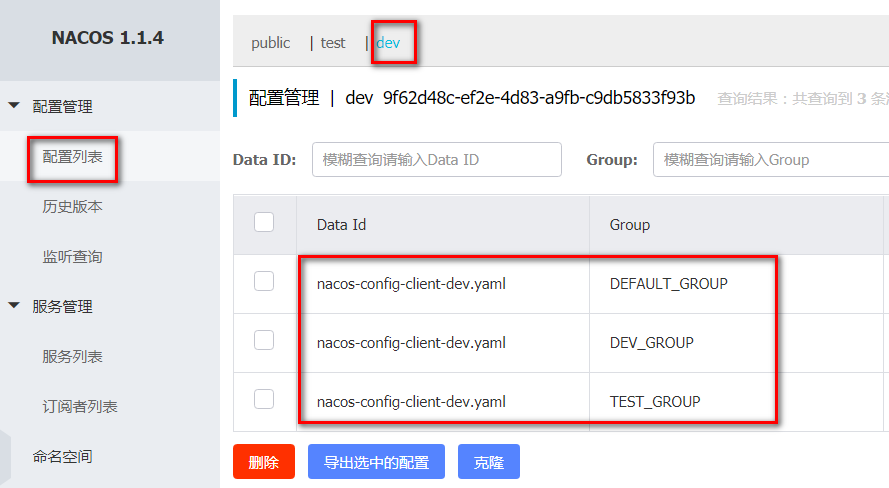 NACOS 1.1.4
配置管理
配置列表
历史版本
监听查询
服务管理
服务列表
订阅者列表
命名空间
public | test | dev
配置管理 | dev 9f62d48c-ef2e-4d83-a9fb-c9db5833f93b 查询结果：共查询到 3 条
Data ID: 模糊查询请输入Data ID Group: 模糊查询请输入Group
Data Id Group
nacos-config-client-dev.yaml DEFAULT_GROUP
nacos-config-client-dev.yaml DEV_GROUP
nacos-config-client-dev.yaml TEST_GROUP
删除 导出选中的配置 克隆